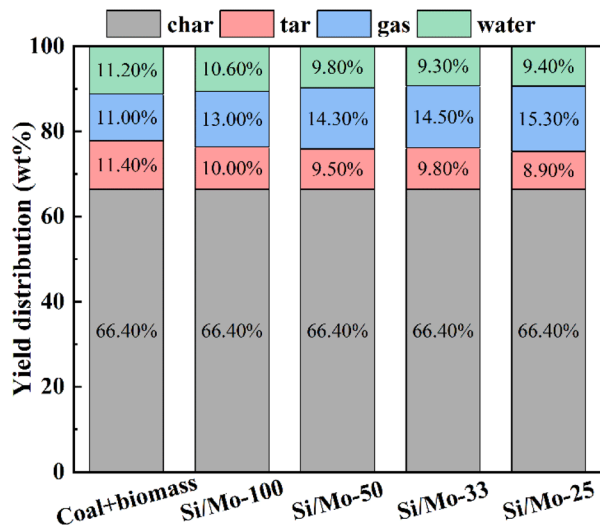 char tar gas water
Yield distribution (wt%)
100
80
60
40
20
0
11.20% 10.60% 9.80% 9.30% 9.40%
11.00% 13.00% 14.30% 14.50% 15.30%
11.40% 10.00% 9.50% 9.80% 8.90%
66.40% 66.40% 66.40% 66.40% 66.40%
Coal+biomass Si/Mo-100 Si/Mo-50 Si/Mo-33 Si/Mo-25